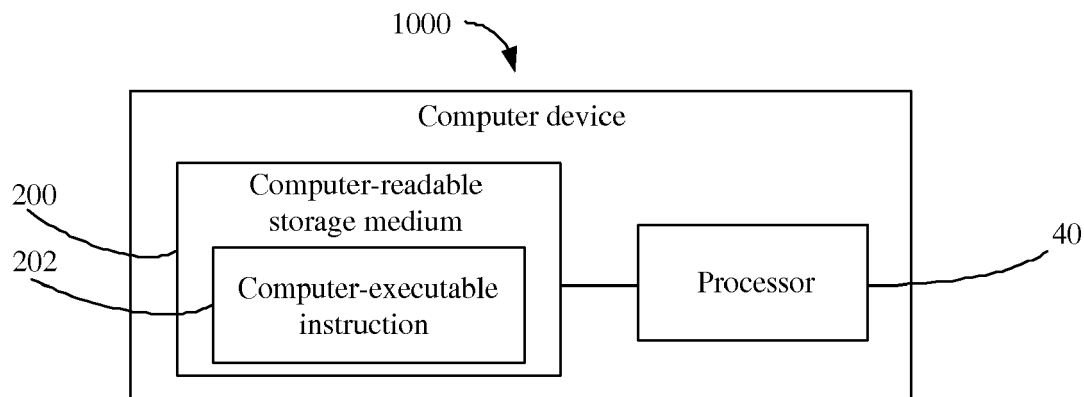 1000
Computer device
200
Computer-readable
storage medium
202
Computer-executable
instruction
Processor
40